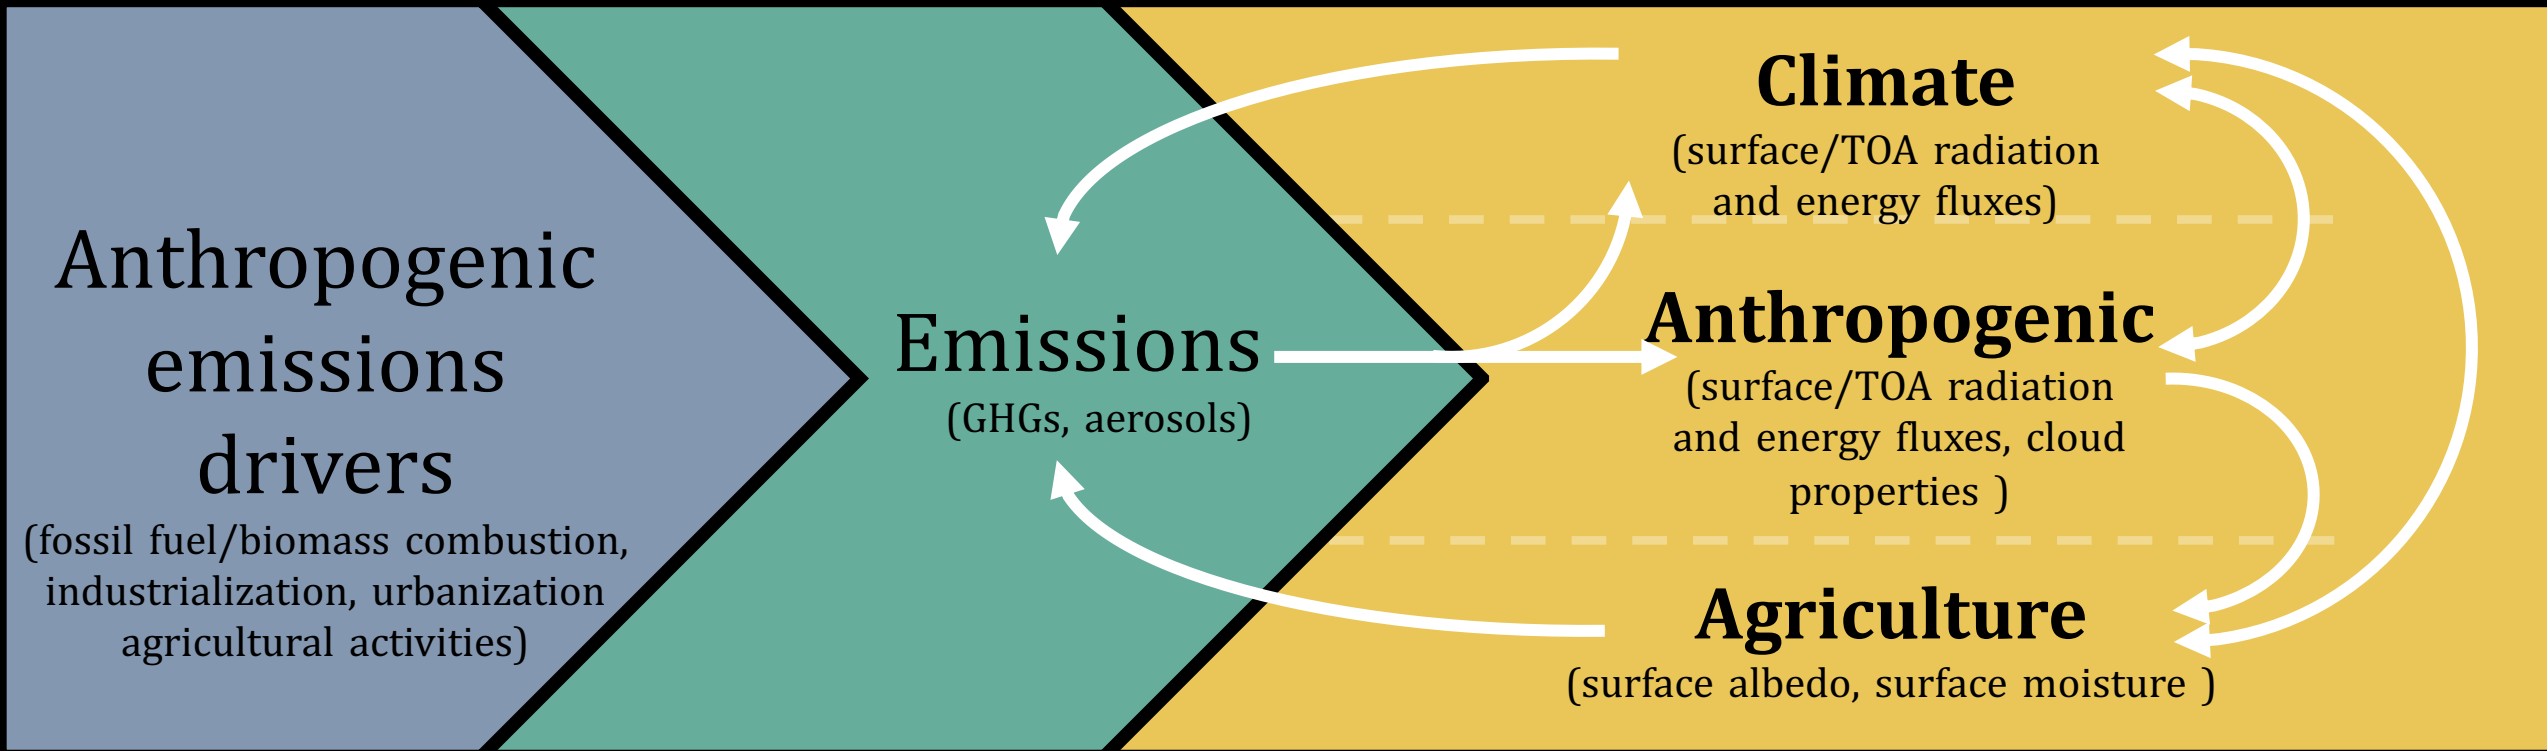 Anthropogenic
emissions
drivers
(fossil fuel/biomass combustion,
industrialization, urbanization
agricultural activities)
Emissions
(GHGs, aerosols)
Climate
(surface/TOA radiation
and energy fluxes)
Anthropogenic
(surface/TOA radiation
and energy fluxes, cloud
properties )
Agriculture
(surface albedo, surface moisture )